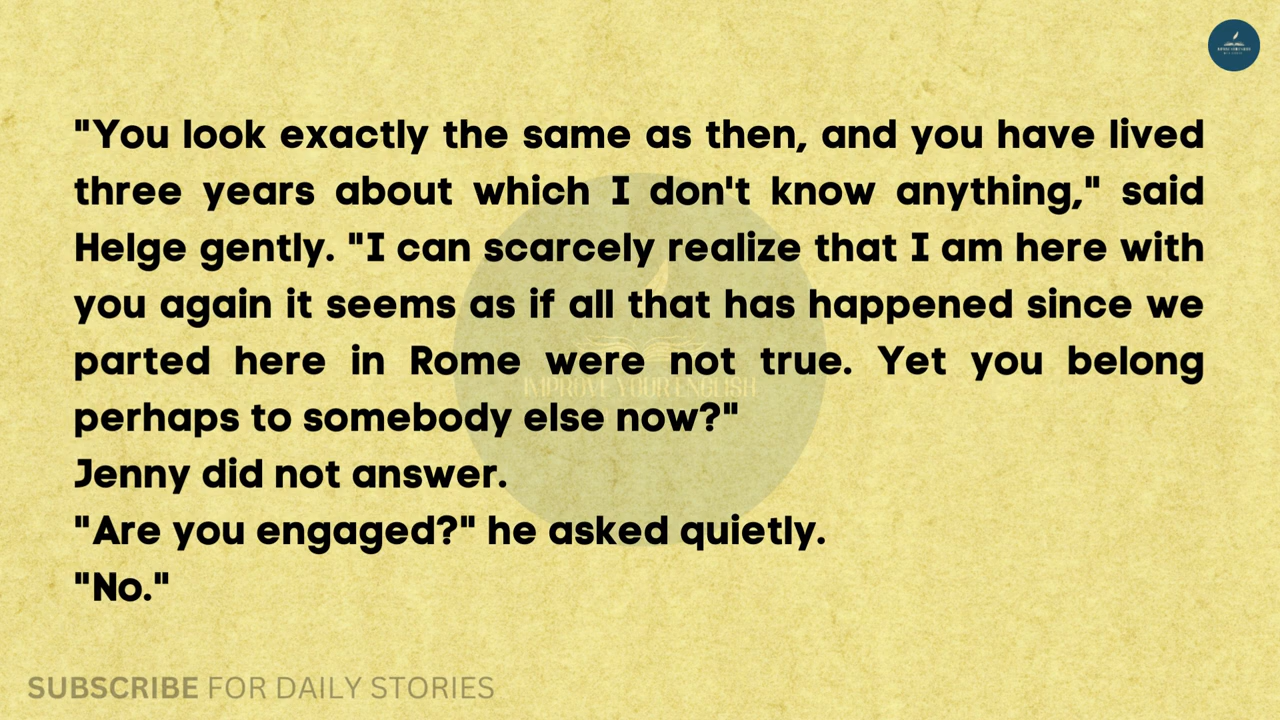 "You look exactly the same as then, and you have lived
three years about which I don't know anything," said
Helge gently. "I can scarcely realize that I am here with
you again it seems as if all that has happened since we
parted here in Rome were not true. Yet you belong
perhaps to somebody else now?"
Jenny did not answer.
"Are you engaged?" he asked quietly.
"No."
IMPROVE YOUR ENGLISH
SUBSCRIBE FOR DAILY STORIES